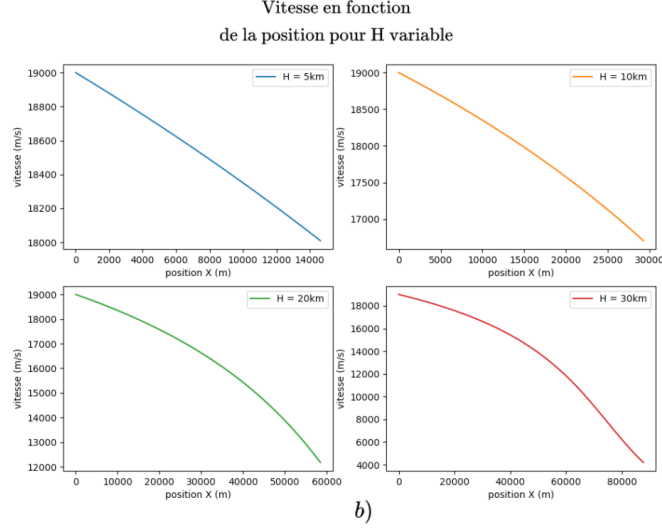 Vitesse en fonction
de la position pour H variable
19000
18800
18600
18400
18200
18000
vitesse (m/s)
H = 5km
0 2000 4000 6000 8000 10000 12000 14000
position X (m)
19000
18500
18000
17500
17000
vitesse (m/s)
H = 10km
0 5000 10000 15000 20000 25000 30000
position X (m)
19000
18000
17000
16000
15000
14000
13000
12000
vitesse (m/s)
H = 20km
0 10000 20000 30000 40000 50000 60000
position X (m)
18000
16000
14000
12000
10000
8000
6000
4000
vitesse (m/s)
H = 30km
0 20000 40000 60000 80000
position X (m)
b)